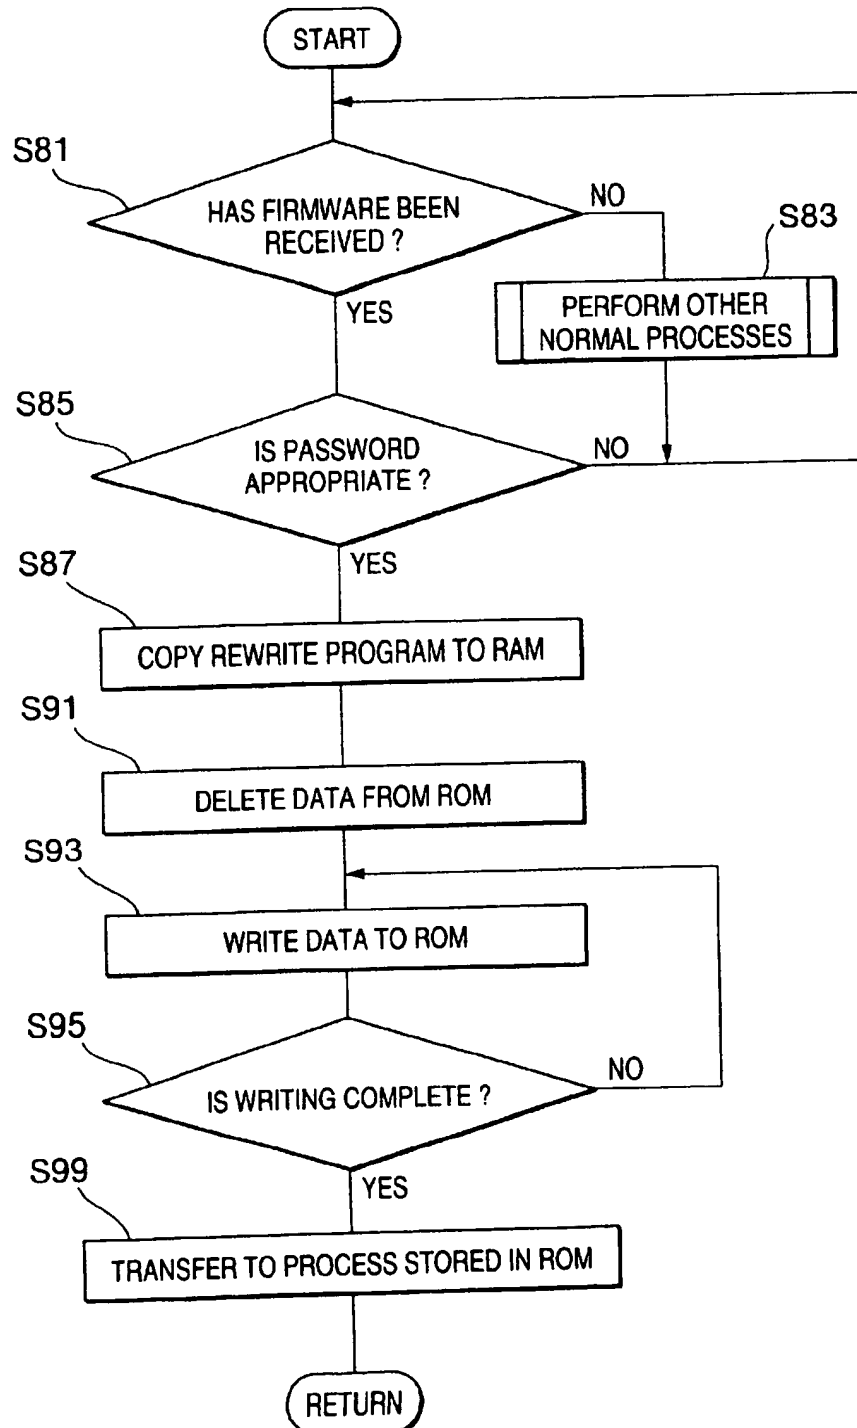 START
S81
HAS FIRMWARE BEEN
RECEIVED ?
NO
YES
S83
PERFORM OTHER
NORMAL PROCESSES
S85
IS PASSWORD
APPROPRIATE ?
NO
YES
S87
COPY REWRITE PROGRAM TO RAM
S91
DELETE DATA FROM ROM
S93
WRITE DATA TO ROM
S95
IS WRITING COMPLETE ?
NO
YES
S99
TRANSFER TO PROCESS STORED IN ROM
RETURN